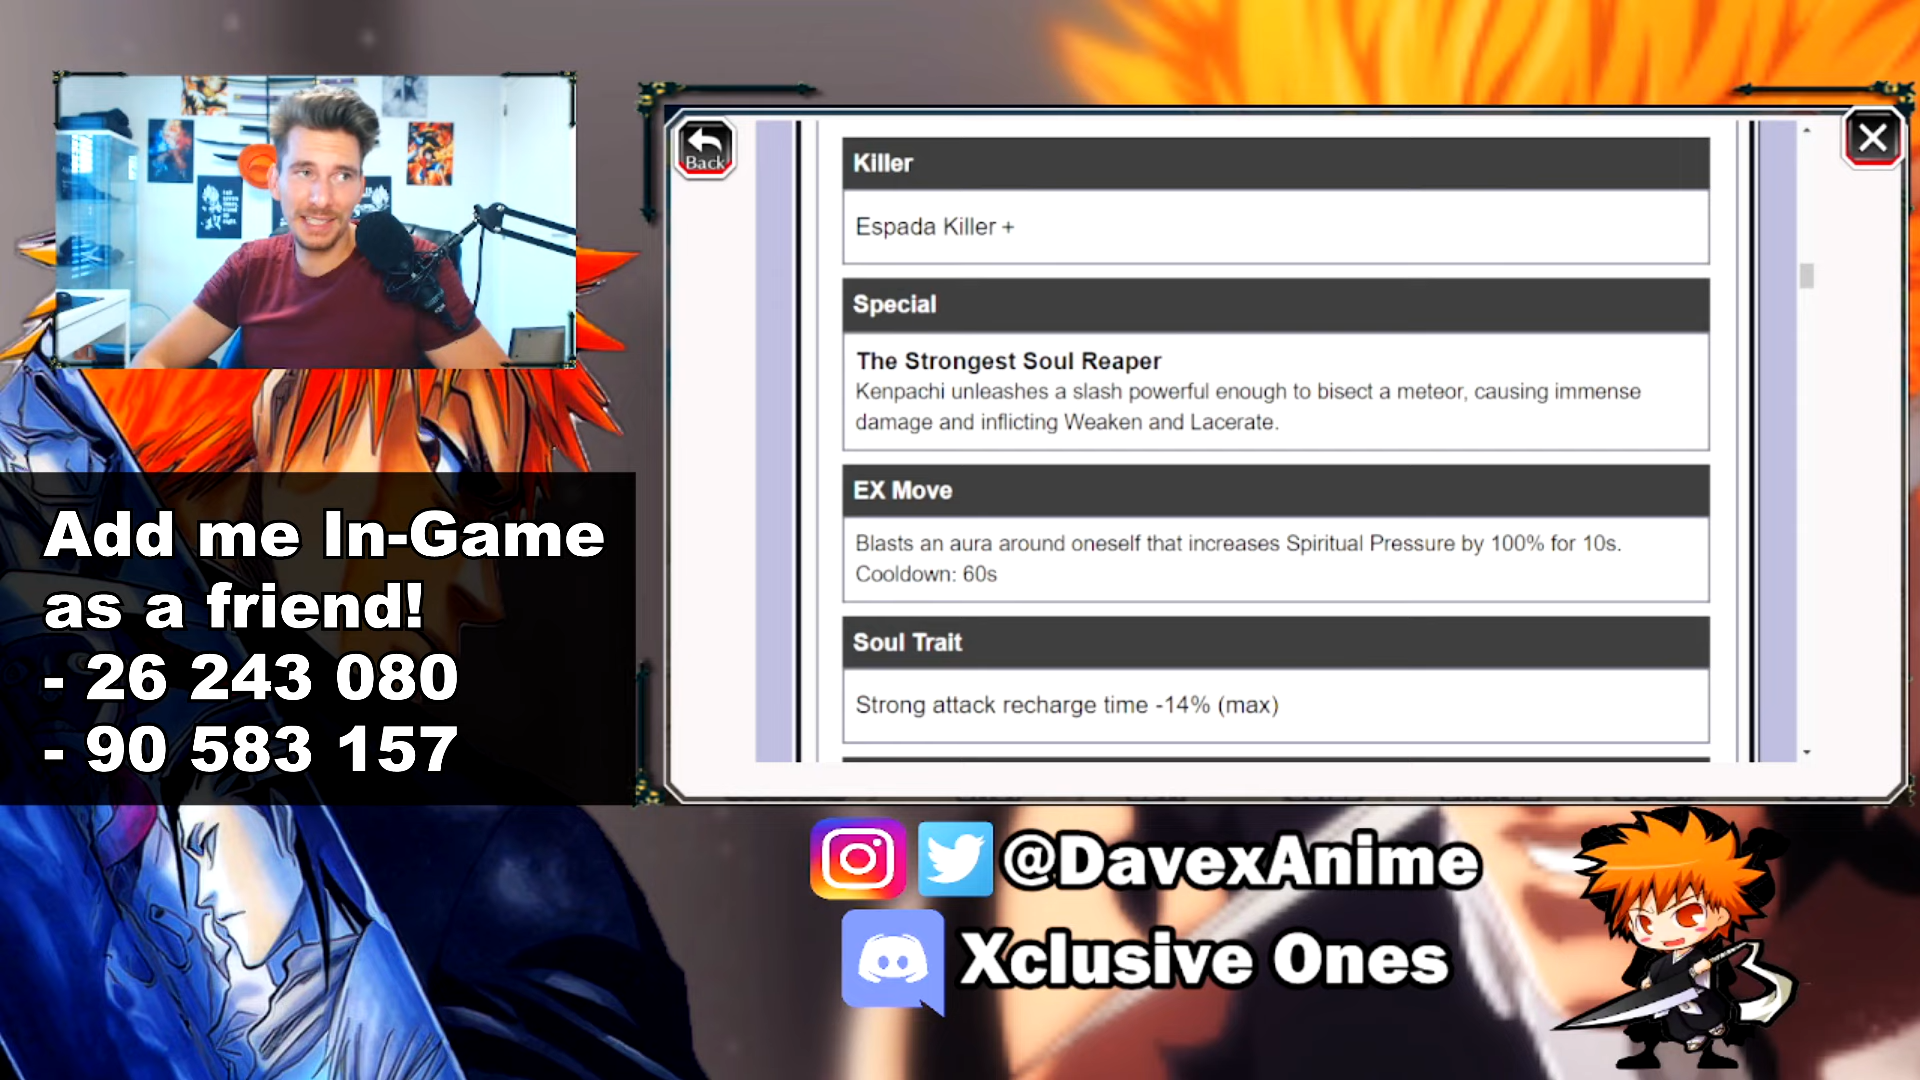 Back
Killer
Espada Killer +
Special
The Strongest Soul Reaper
Kenpachi unleashes a slash powerful enough to bisect a meteor, causing immense
damage and inflicting Weaken and Lacerate.
EX Move
Blasts an aura around oneself that increases Spiritual Pressure by 100% for 10s.
Cooldown: 60s
Soul Trait
Strong attack recharge time -14% (max)
Add me In-Game
as a friend!
- 26 243 080
- 90 583 157
@DavexAnime
Xclusive Ones